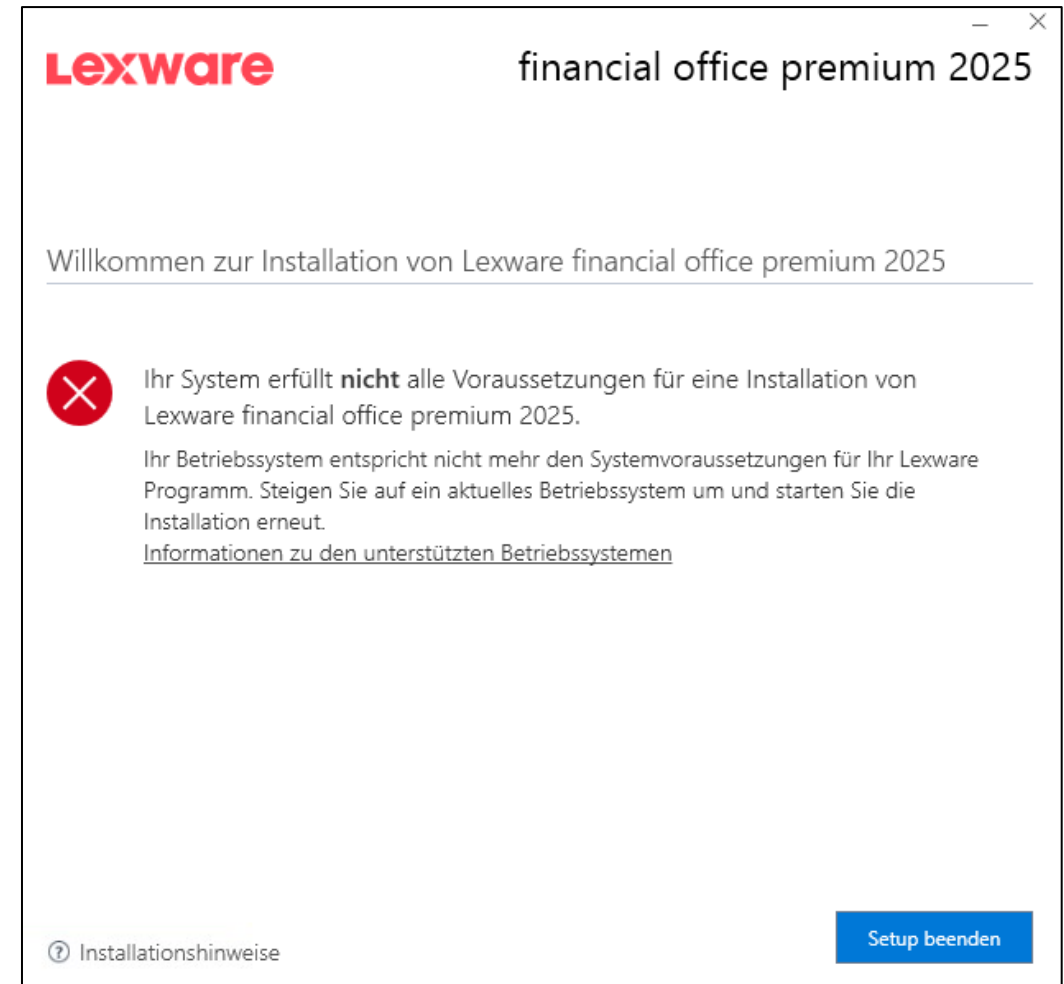 Lexware
financial office premium 2025
Willkommen zur Installation von Lexware financial office premium 2025
Ihr System erfüllt nicht alle Voraussetzungen für eine Installation von
Lexware financial office premium 2025.
Ihr Betriebssystem entspricht nicht mehr den Systemvoraussetzungen für Ihr Lexware
Programm. Steigen Sie auf ein aktuelles Betriebssystem um und starten Sie die
Installation erneut.
Informationen zu den unterstützten Betriebssystemen
? Installationshinweise
Setup beenden